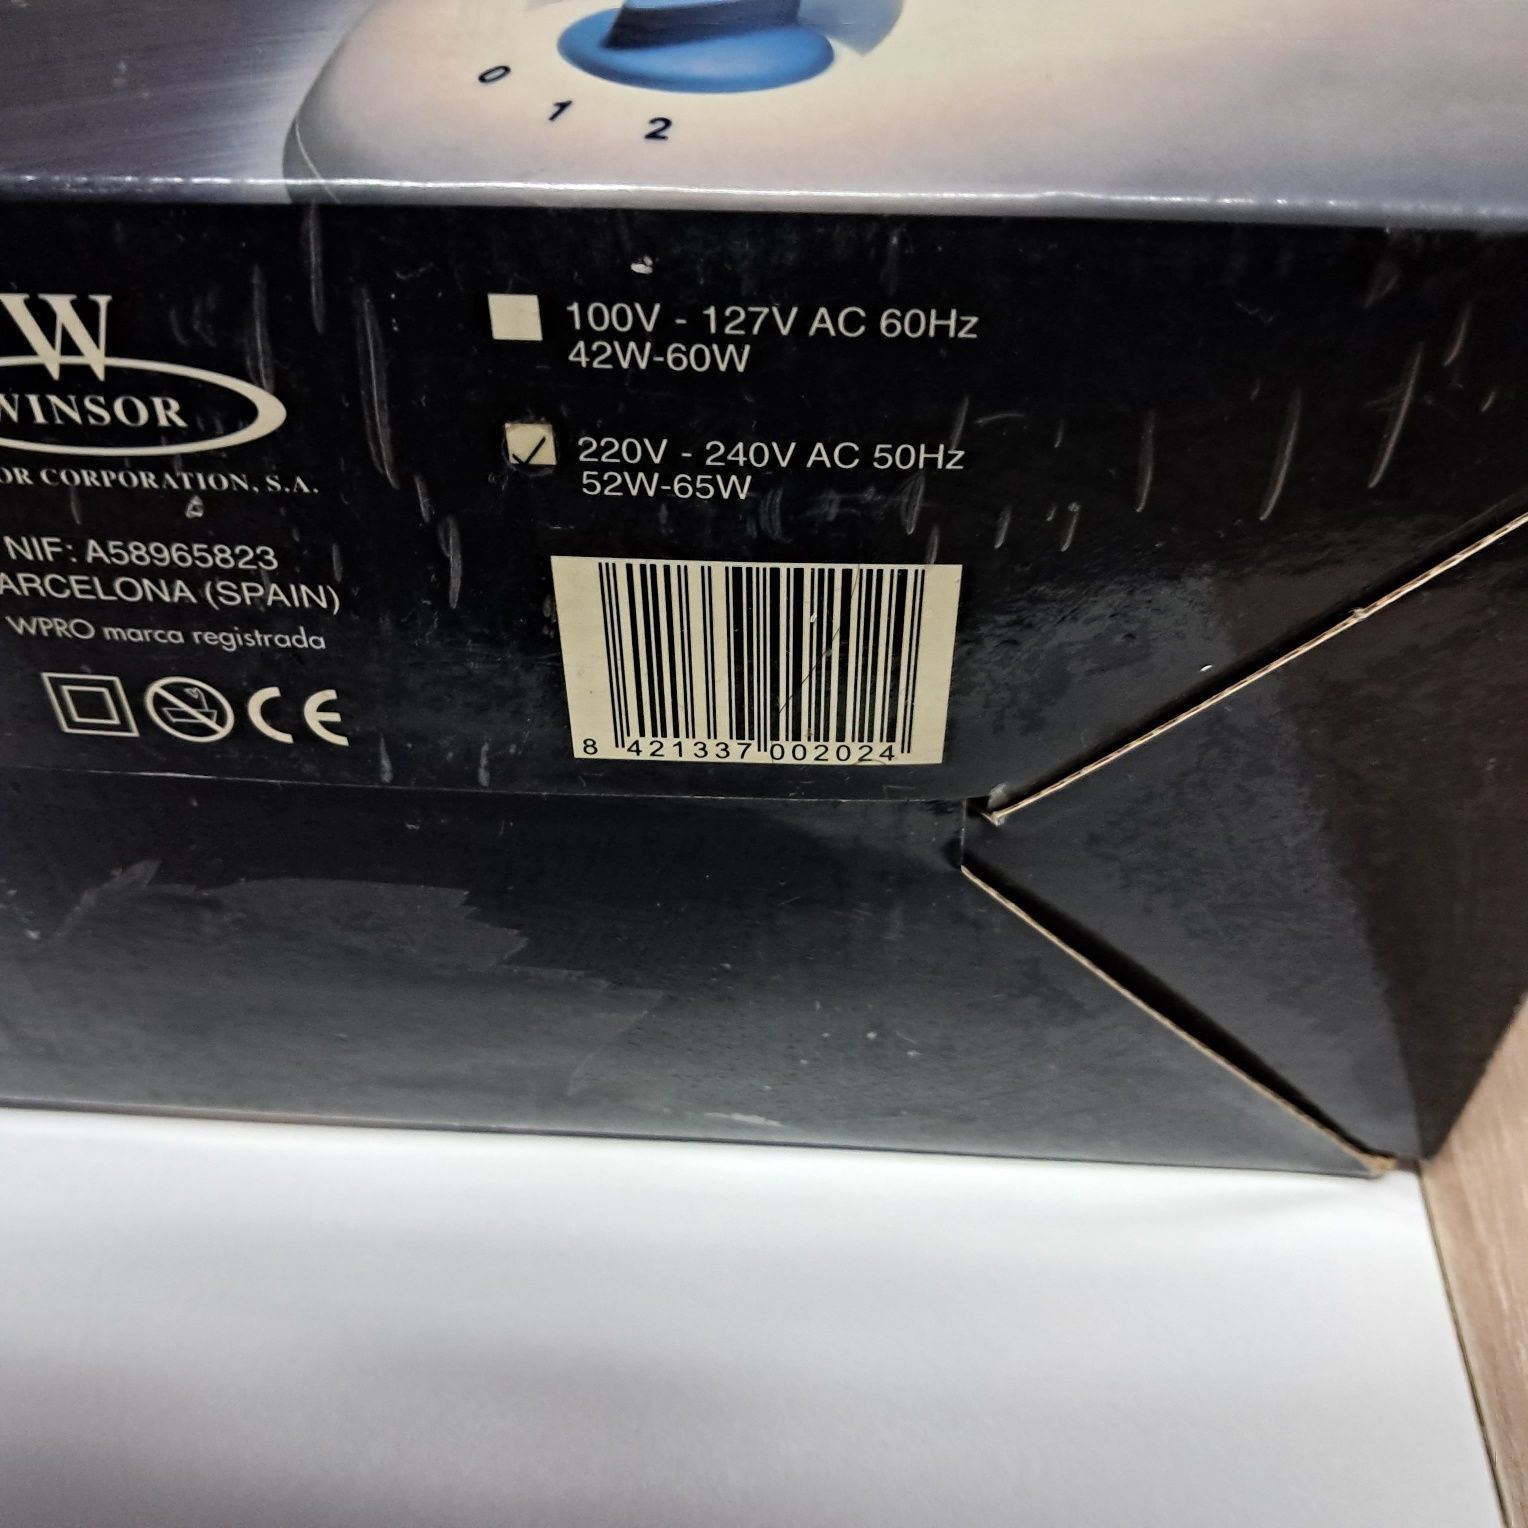 0
1
2
W
WINSOR
OR CORPORATION, S.A.
NIF: A58965823
ARCELONA (SPAIN)
WPRO marca registrada
CE
100V - 127V AC 60Hz
42W-60W
220V - 240V AC 50Hz
52W-65W
8 421337 002024